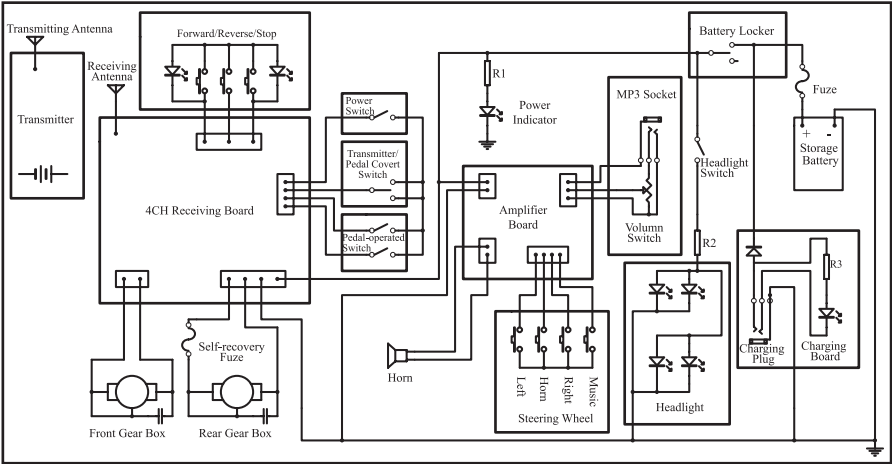 Transmitting Antenna
Forward/Reverse/Stop
Battery Locker
Receiving
Antenna
R1
Power
Indicator
MP3 Socket
Fuze
Power
Switch
Transmitter
Transmitter/
Pedal Covert
Switch
+ -
Storage
Battery
Headlight
Switch
4CH Receiving Board
Amplifier
Board
Pedal-operated
Switch
Volumn
Switch
R2
R3
Self-recovery
Fuze
Charging
Plug
Charging
Board
Horn
Left
Horn
Right
Music
Headlight
Steering Wheel
Front Gear Box
Rear Gear Box